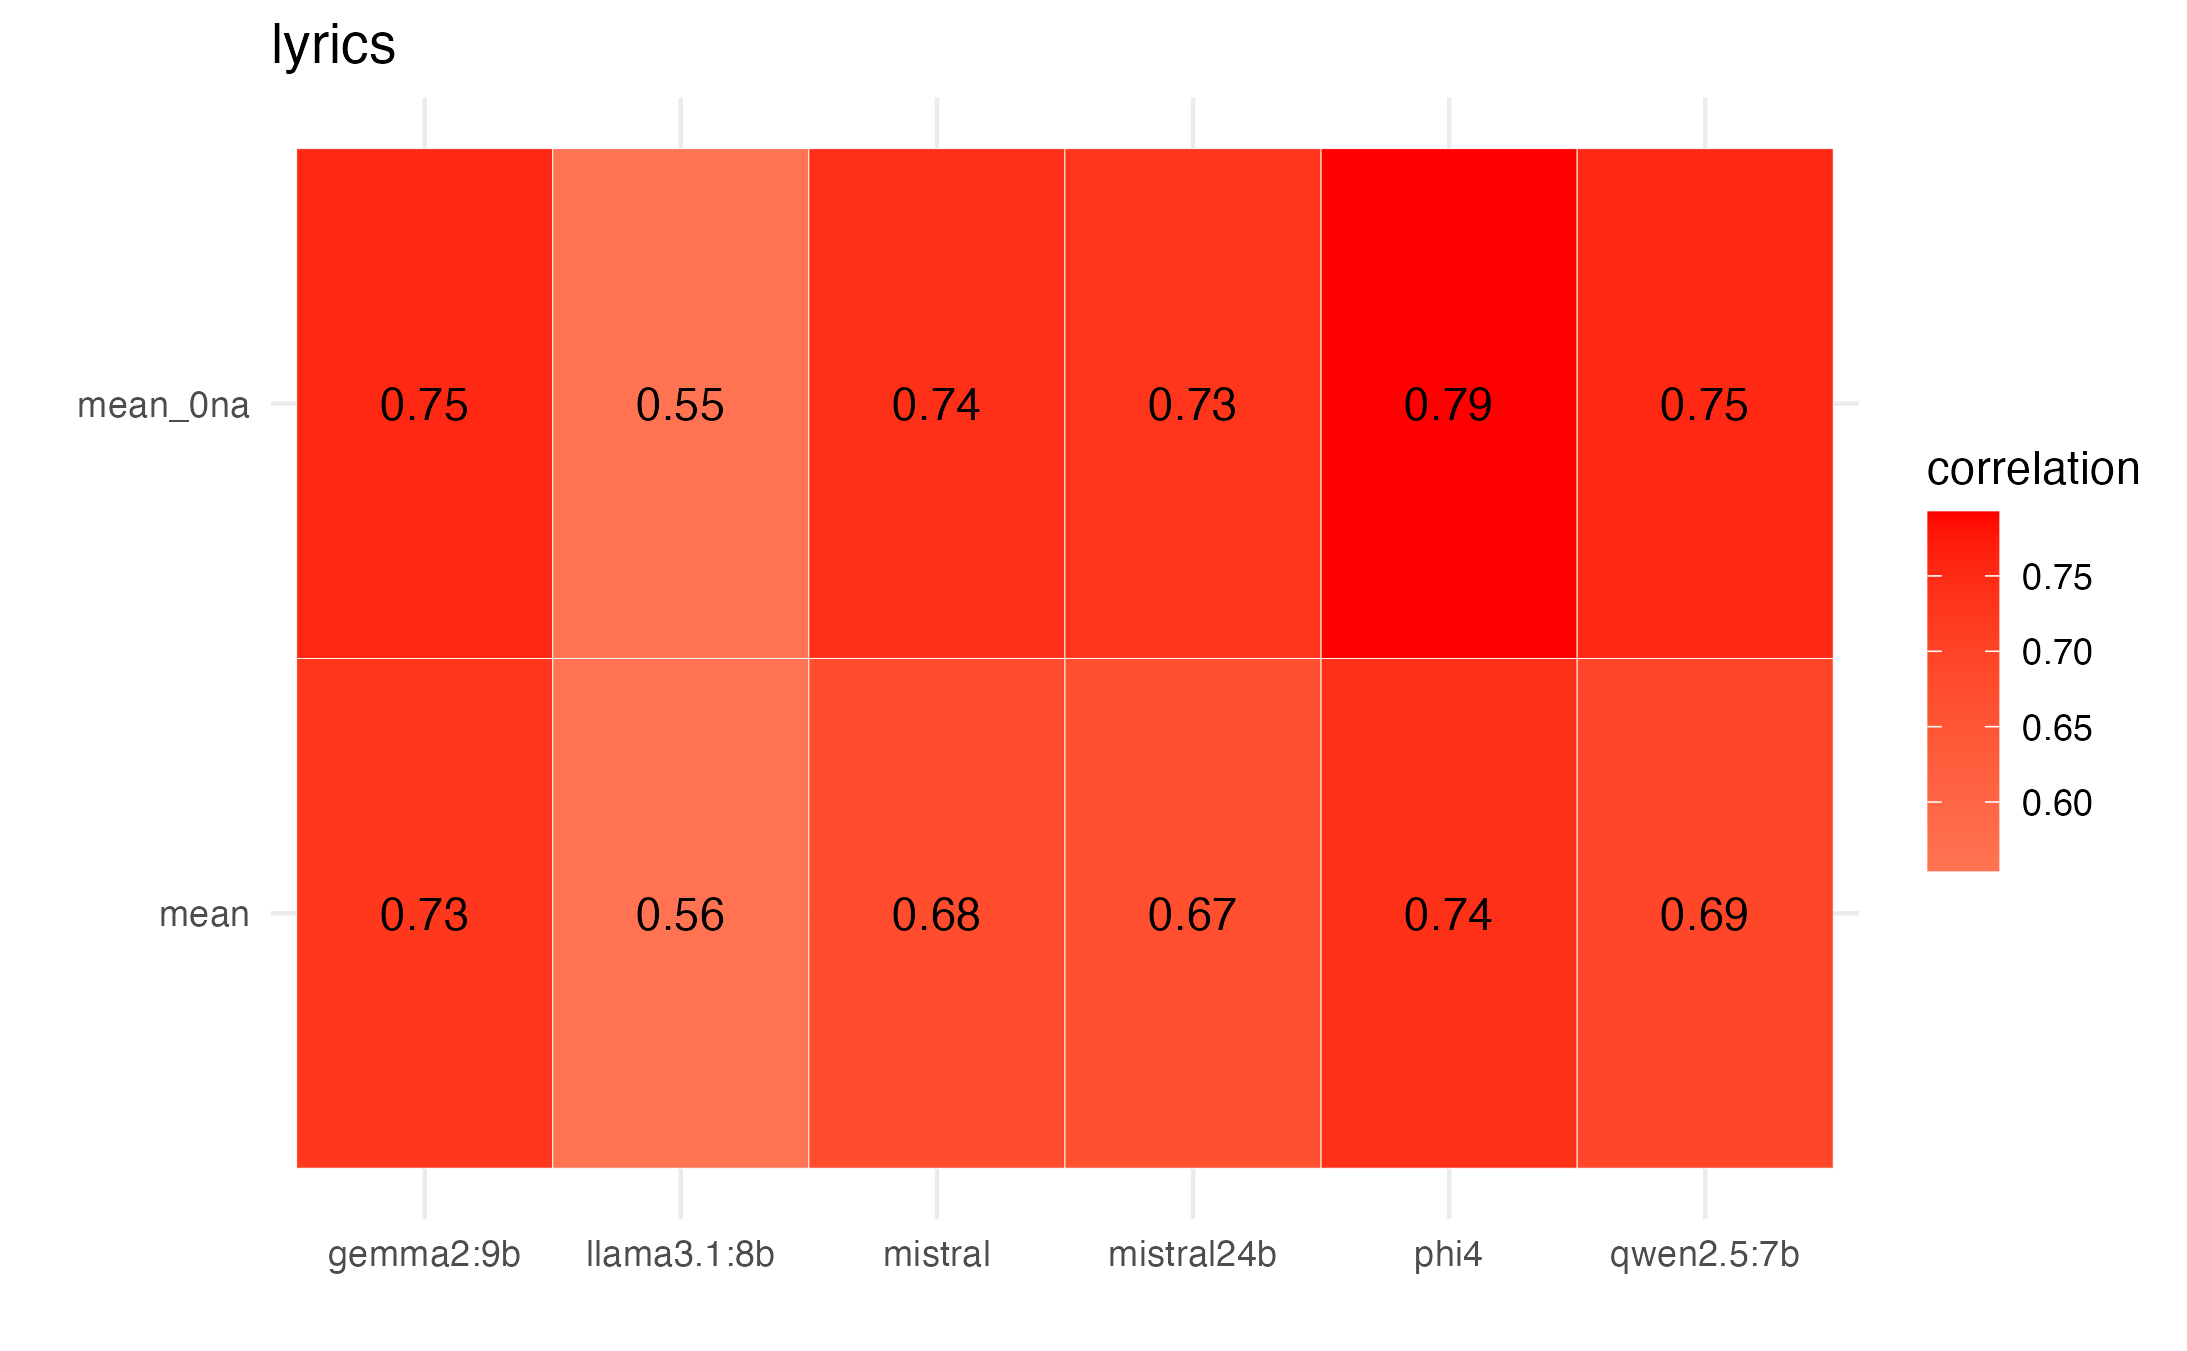 lyrics
mean_0na
0.75 0.55 0.74 0.73 0.79 0.75
mean
0.73 0.56 0.68 0.67 0.74 0.69
gemma2:9b llama3.1:8b mistral mistral24b phi4 qwen2.5:7b
correlation
0.75
0.70
0.65
0.60